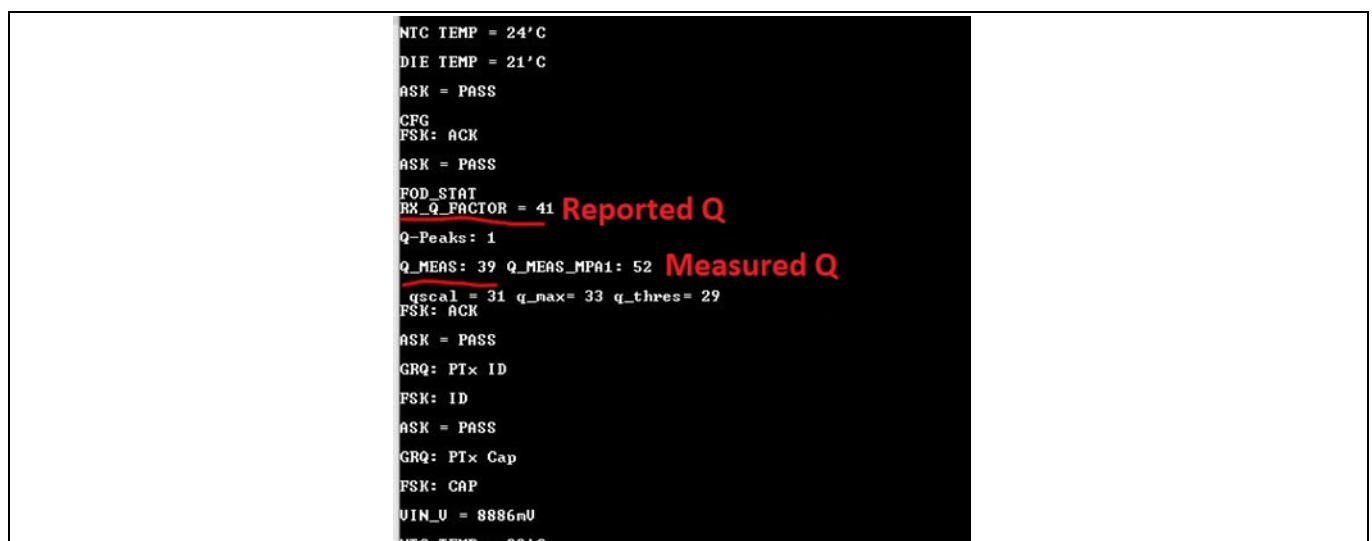 NTC TEMP = 24'C
DIE TEMP = 21'C
ASK = PASS
CFG
FSK: ACK
ASK = PASS
FOD_STAT
RX_Q_FACTOR = 41 Reported Q
Q-Peaks: 1
Q_MEAS: 39 Q_MEAS_MPA1: 52 Measured Q
qscal = 31 q_max= 33 q_thres= 29
FSK: ACK
ASK = PASS
GRQ: PTx ID
FSK: ID
ASK = PASS
GRQ: PTx Cap
FSK: CAP
VIN_V = 8886mV